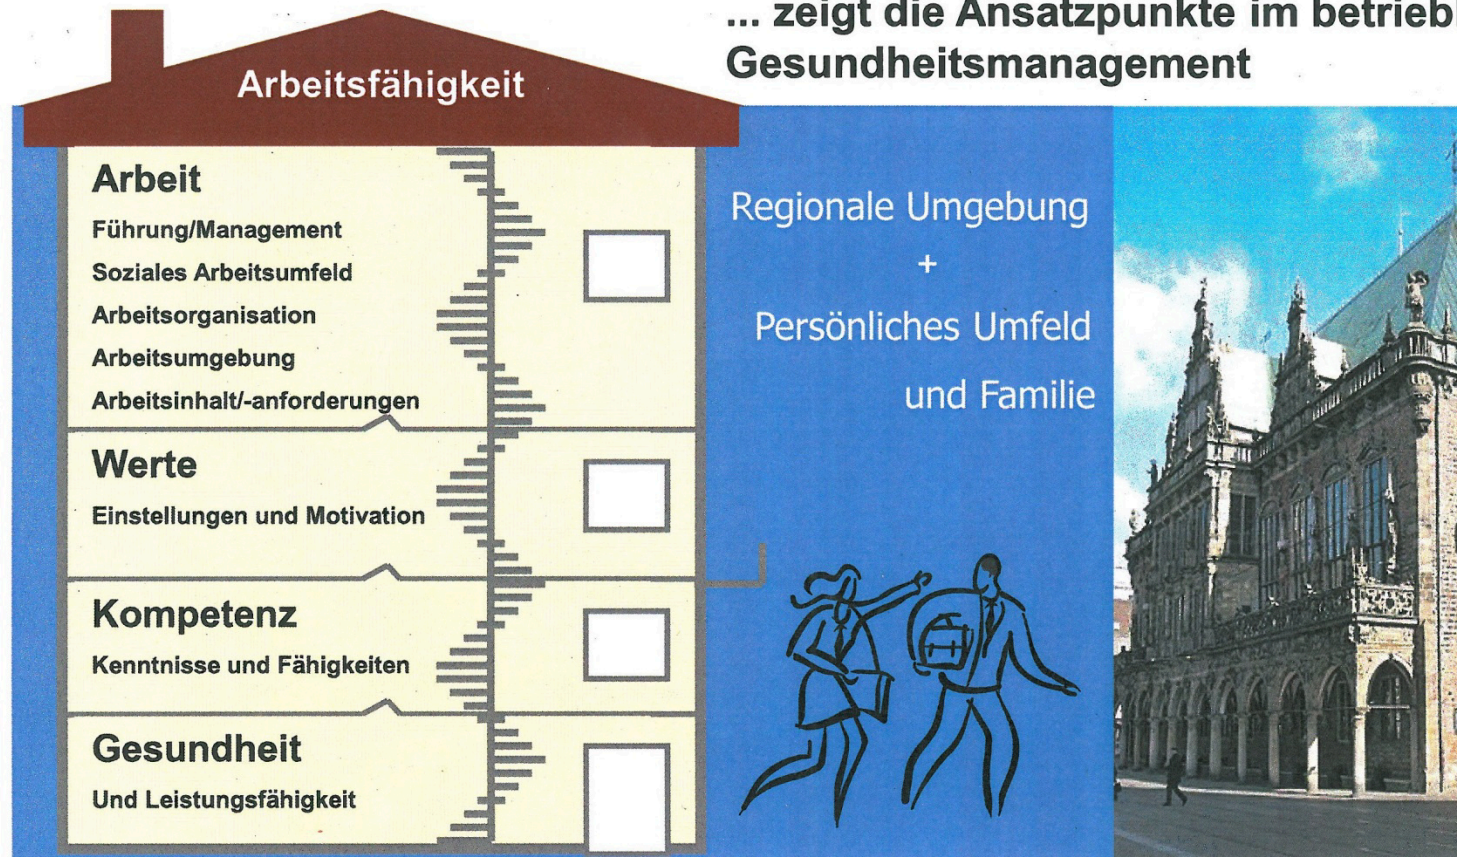 ... zeigt die Ansatzpunkte im
Gesundheitsmanagement
Arbeitsfähigkeit
Arbeit
Führung/Management
Soziales Arbeitsumfeld
Arbeitsorganisation
Arbeitsumgebung
Arbeitsinhalt/-anforderungen
Werte
Einstellungen und Motivation
Kompetenz
Kenntnisse und Fähigkeiten
Gesundheit
Und Leistungsfähigkeit
Regionale Umgebung
+
Persönliches Umfeld
und Familie